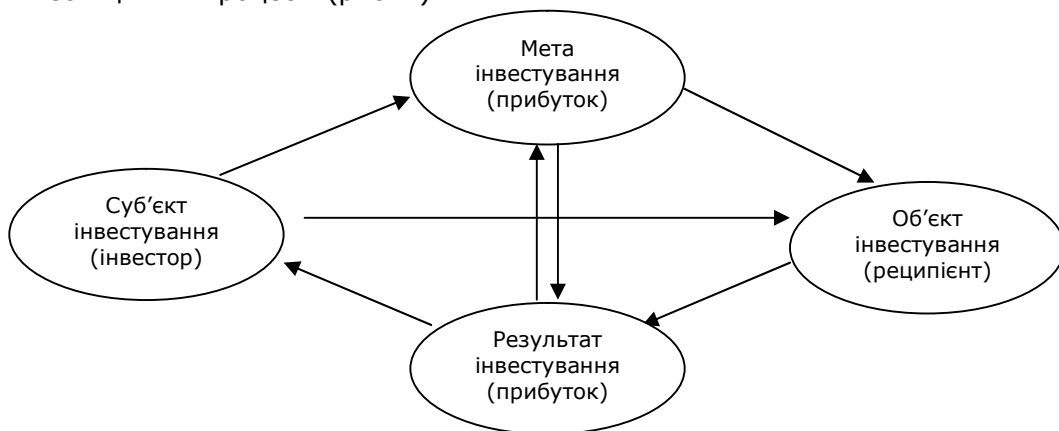 Мета
інвестування
(прибуток)
Суб’єкт
інвестування
(інвестор)
Об’єкт
інвестування
(реципієнт)
Результат
інвестування
(прибуток)